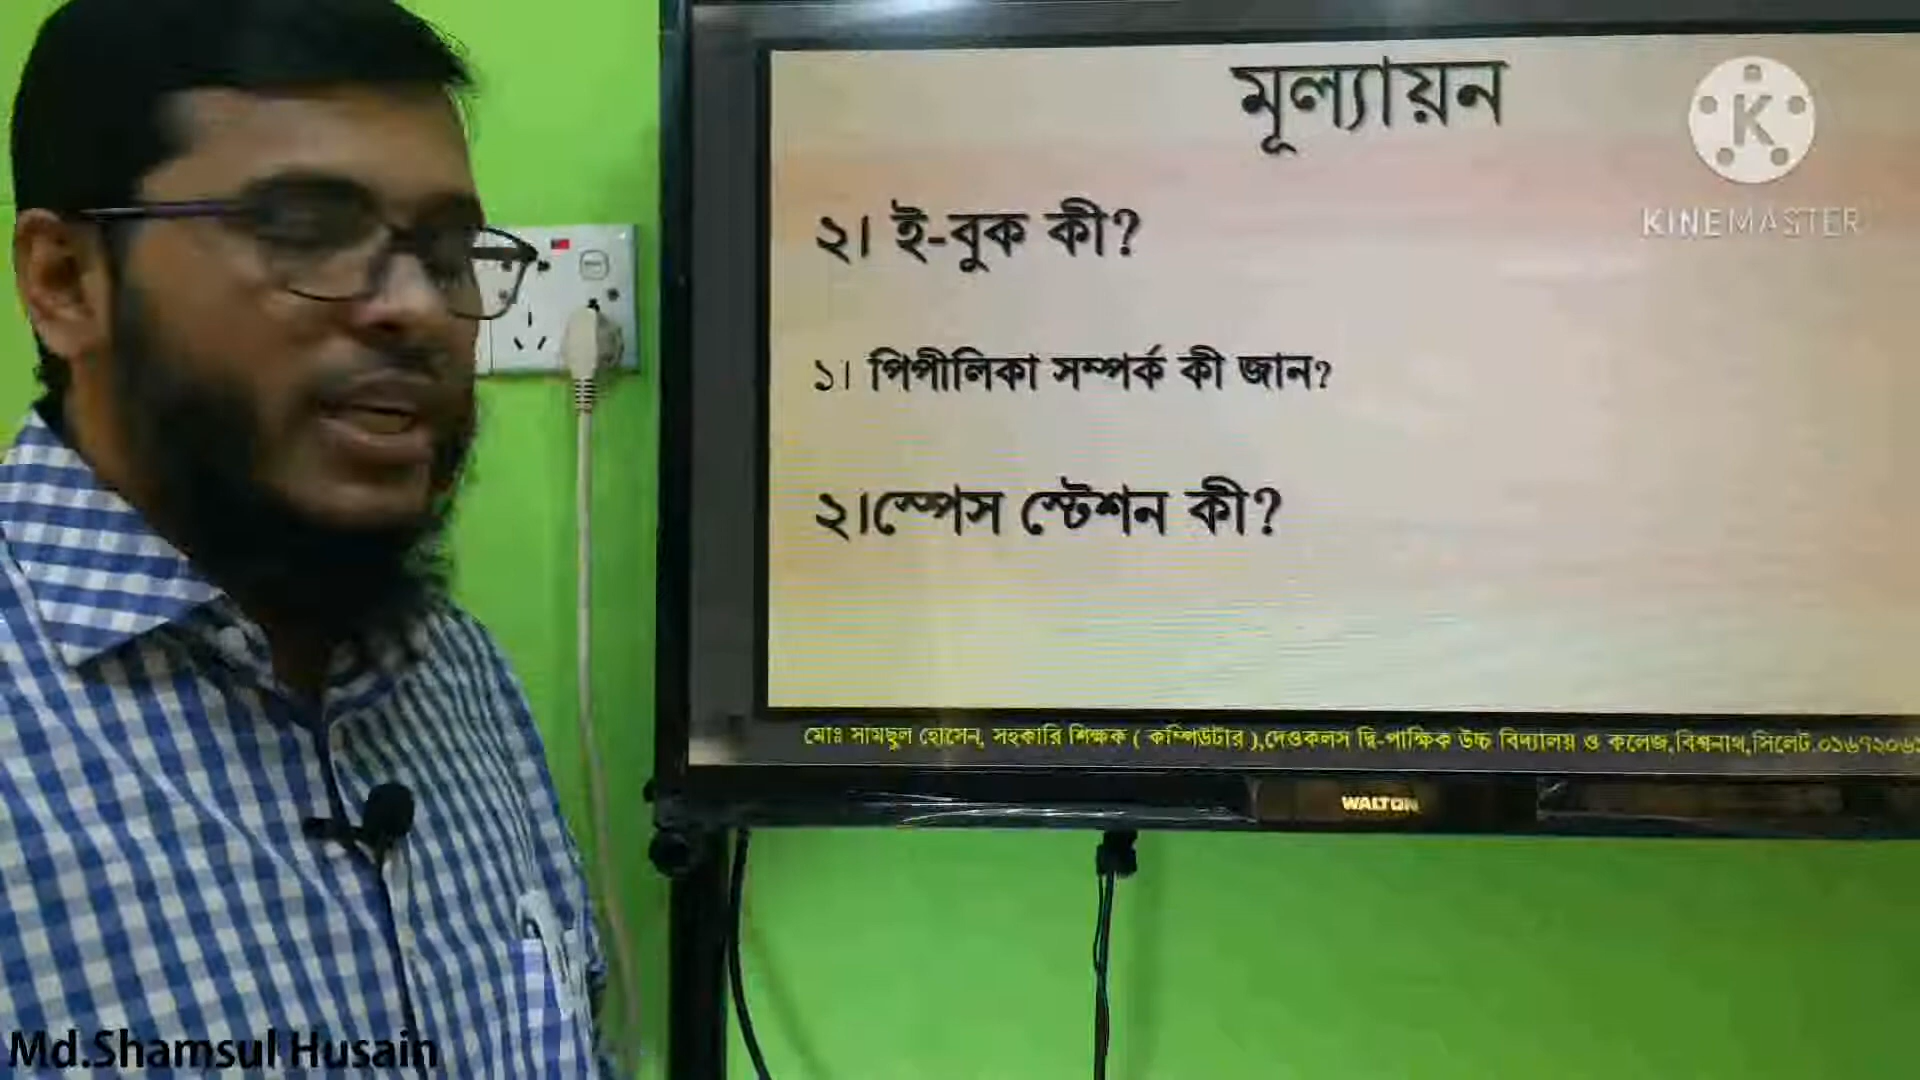 মূল্যায়ন
K
KINEMASTER
২। ই-বুক কী?
১। পিপীলিকা সম্পর্ক কী জান?
২।স্পেস স্টেশন কী?
মোঃ সামছুল হোসেন, সহকারি শিক্ষক ( কম্পিউটার ),দেওকলস দ্বি-পাক্ষিক উচ্চ বিদ্যালয় ও কলেজ,বিশ্বনাথ,সিলেট.০১৬৭২০৬
WALTON
Md.Shamsul Husain